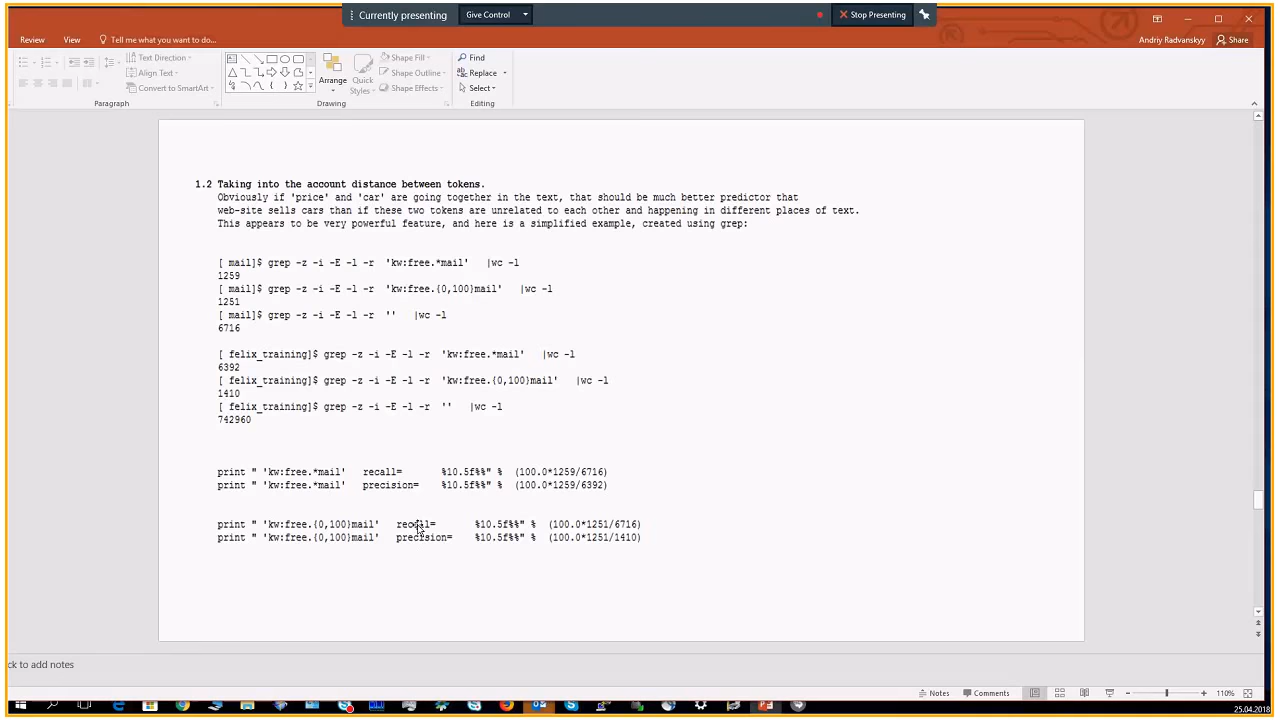 Currently presenting
Give Control
Stop Presenting
Review
View
Tell me what you want to do...
Andriy Radvanskyy
Share
Text Direction
Align Text
Convert to SmartArt
Paragraph
Arrange
Quick Styles
Shape Fill
Shape Outline
Shape Effects
Drawing
Find
Replace
Select
Editing
1.2 Taking into the account distance between tokens.
Obviously if 'price' and 'car' are going together in the text, that should be much better predictor that
web-site sells cars than if these two tokens are unrelated to each other and happening in different places of text.
This appears to be very powerful feature, and here is a simplified example, created using grep:
[ mail]$ grep -z -i -E -l -r 'kw:free.*mail' |wc -l
1259
[ mail]$ grep -z -i -E -l -r 'kw:free.{0,100}mail' |wc -l
1251
[ mail]$ grep -z -i -E -l -r '' |wc -l
6716
[ felix_training]$ grep -z -i -E -l -r 'kw:free.*mail' |wc -l
6392
[ felix_training]$ grep -z -i -E -l -r 'kw:free.{0,100}mail' |wc -l
1410
[ felix_training]$ grep -z -i -E -l -r '' |wc -l
742960
print " 'kw:free.*mail' recall= %10.5f%%" % (100.0*1259/6716)
print " 'kw:free.*mail' precision= %10.5f%%" % (100.0*1259/6392)
print " 'kw:free.{0,100}mail' recall= %10.5f%%" % (100.0*1251/6716)
print " 'kw:free.{0,100}mail' precision= %10.5f%%" % (100.0*1251/1410)
ck to add notes
Notes
Comments
110%
25.04.2018